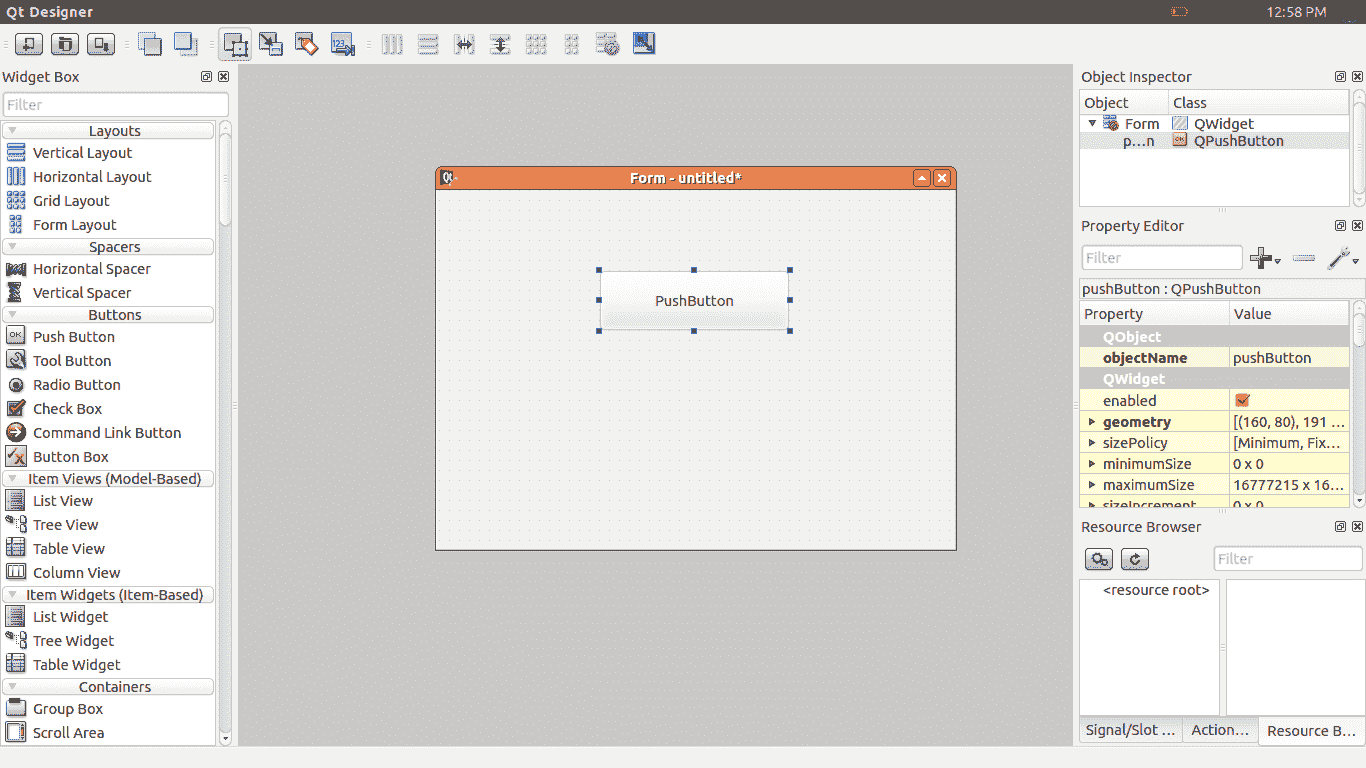 Qt Designer
12:58 PM
Widget Box
Filter
Layouts
Vertical Layout
Horizontal Layout
Grid Layout
Form Layout
Spacers
Horizontal Spacer
Vertical Spacer
Buttons
OK
Push Button
Tool Button
Radio Button
Check Box
Command Link Button
Button Box
Item Views (Model-Based)
List View
Tree View
Table View
Column View
Item Widgets (Item-Based)
List Widget
Tree Widget
Table Widget
Containers
Group Box
Scroll Area
Form - untitled*
PushButton
Object Inspector
Object Class
Form QWidget
p...n QPushButton
Property Editor
Filter
pushButton : QPushButton
Property Value
QObject
objectName pushButton
QWidget
enabled
geometry [(160, 80), 191 ...
sizePolicy [Minimum, Fix...
minimumSize 0 x 0
maximumSize 16777215 x 16...
sizeIncrement 0 x 0
Resource Browser
Filter
<resource root>
Signal/Slot ... Action... Resource B...